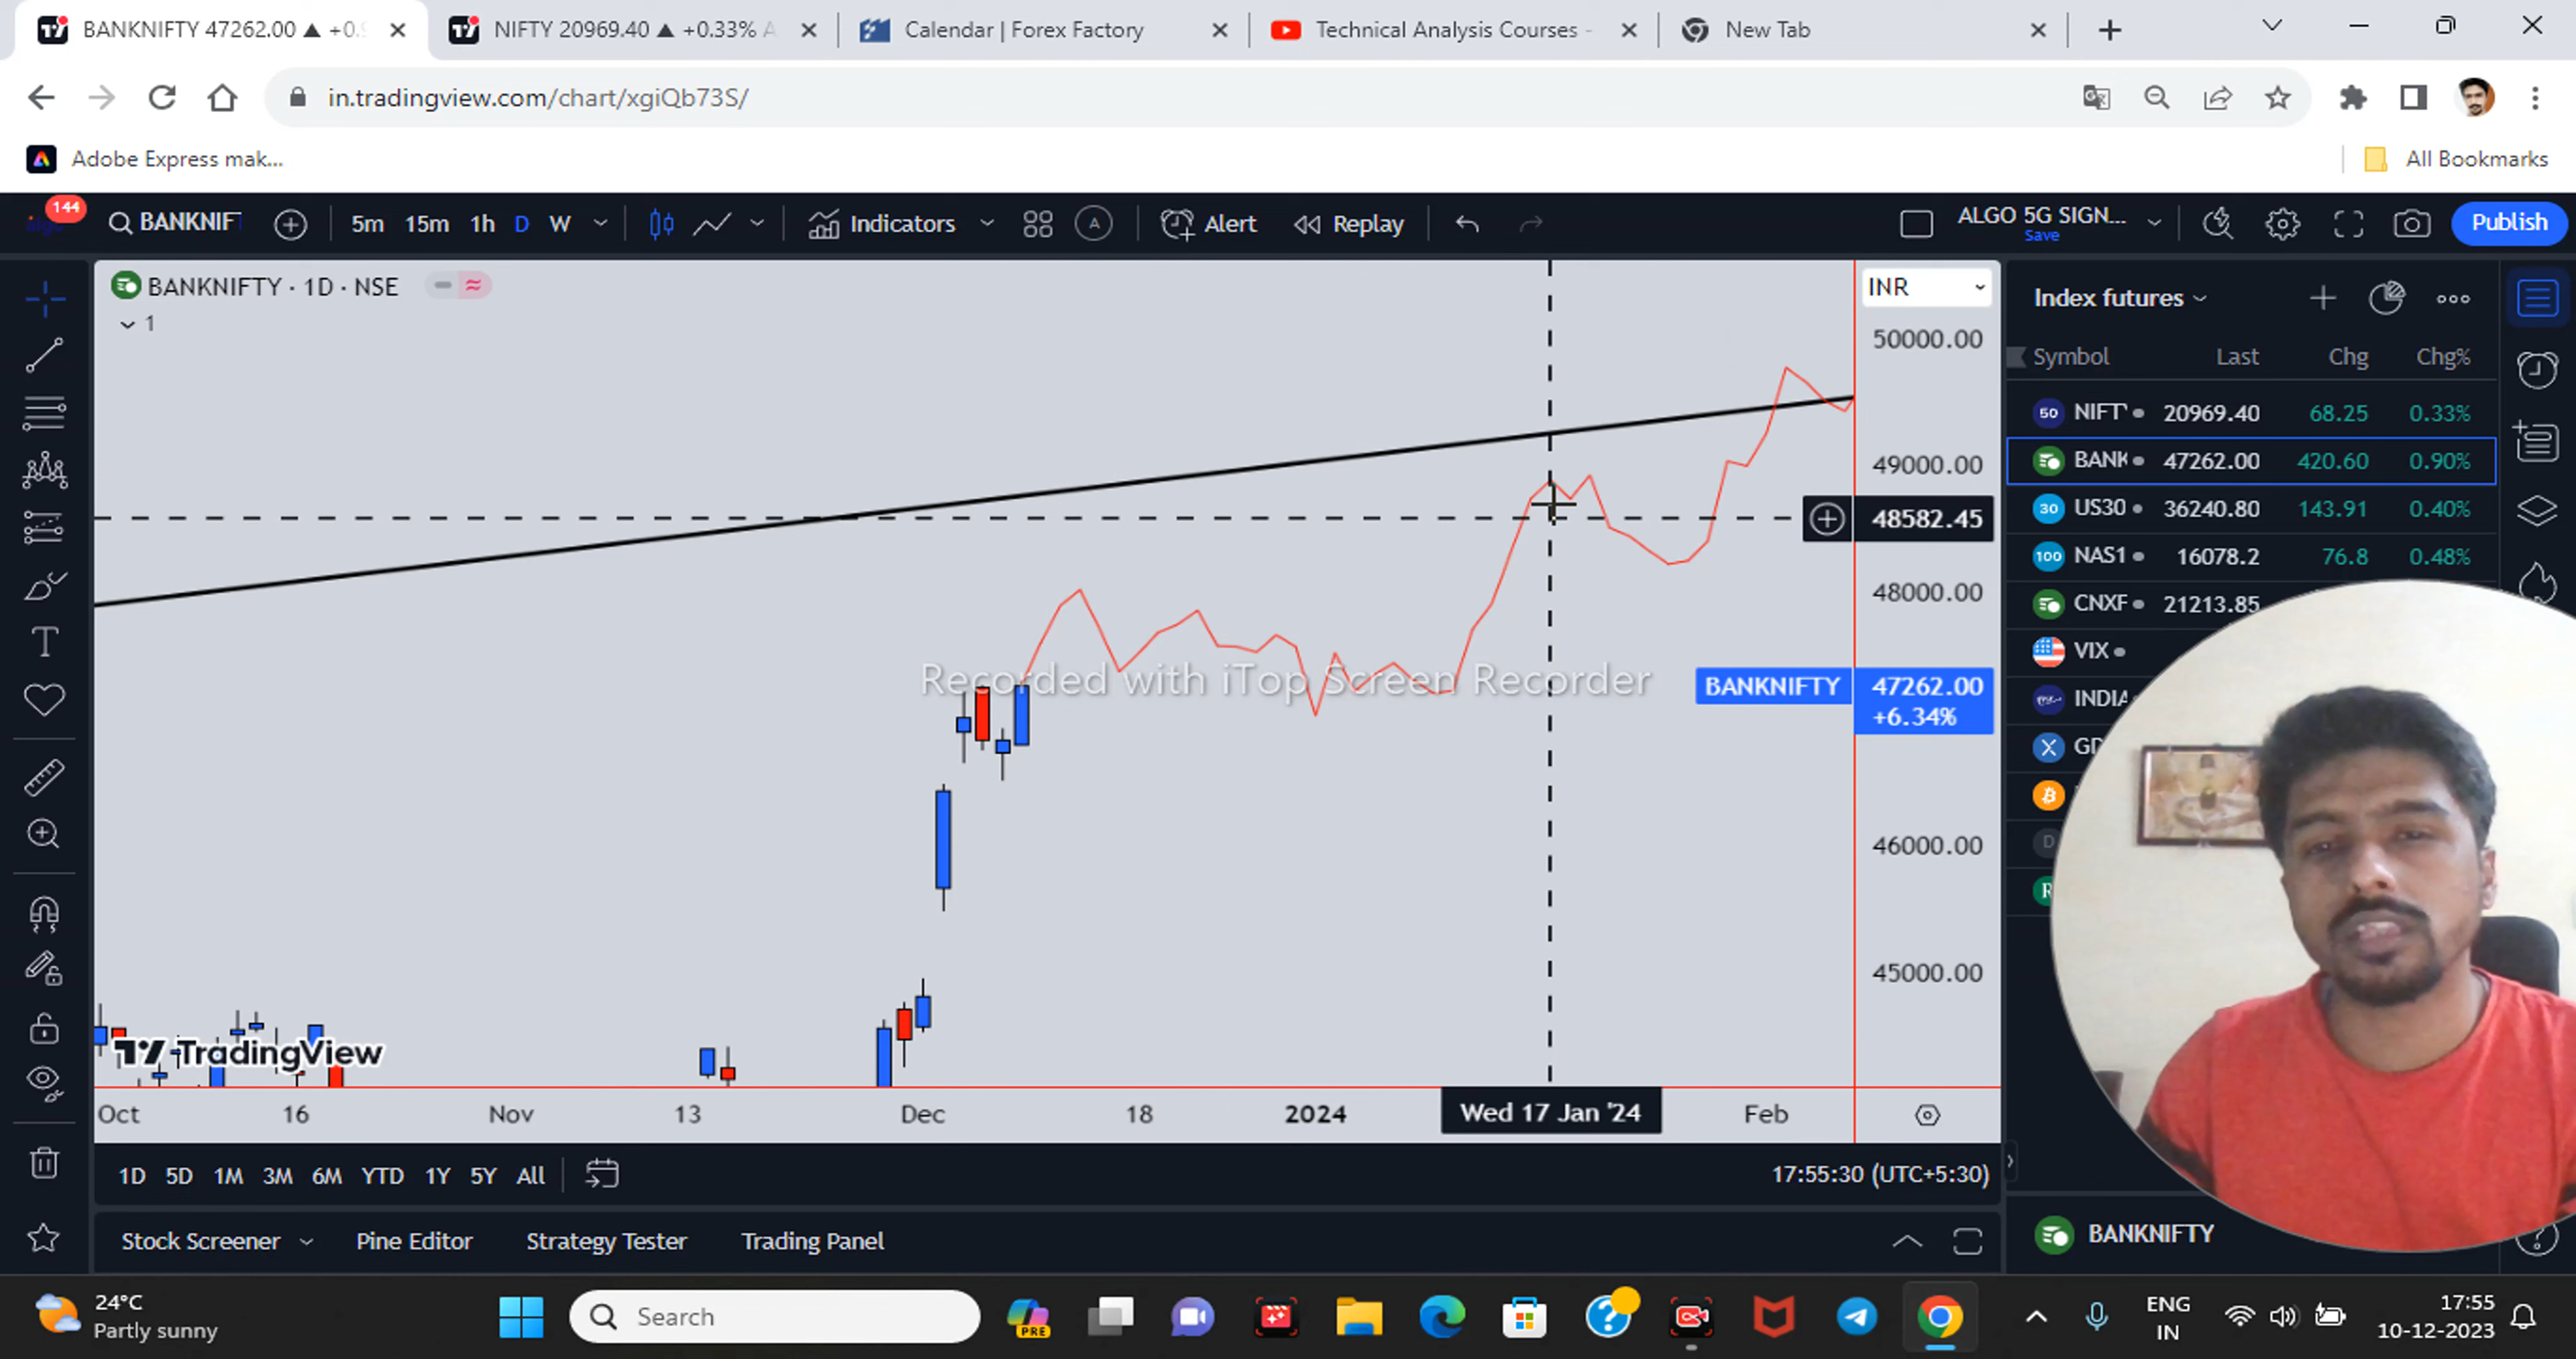 BANKNIFTY 47262.00 ▲ +0.9
NIFTY 20969.40 ▲ +0.33% A
Calendar | Forex Factory
Technical Analysis Courses -
New Tab
in.tradingview.com/chart/xgiQb73S/
Adobe Express mak...
All Bookmarks
144
BANKNIFT
5m 15m 1h D W
Indicators
A
Alert
Replay
ALGO 5G SIGN...
Save
Publish
BANKNIFTY · 1D · NSE
1
INR
50000.00
49000.00
48582.45
48000.00
BANKNIFTY
47262.00
+6.34%
46000.00
45000.00
Recorded with iTop Screen Recorder
TradingView
Oct 16 Nov 13 Dec 18 2024 Wed 17 Jan '24 Feb
1D 5D 1M 3M 6M YTD 1Y 5Y All
17:55:30 (UTC+5:30)
Stock Screener
Pine Editor
Strategy Tester
Trading Panel
Index futures
Symbol Last Chg Chg%
50 NIFTY 20969.40 68.25 0.33%
BANK 47262.00 420.60 0.90%
30 US30 36240.80 143.91 0.40%
100 NAS1 16078.2 76.8 0.48%
CNXF 21213.85
VIX
INDIA
GD
D
R
BANKNIFTY
24°C
Partly sunny
Search
PRE
ENG
IN
17:55
10-12-2023